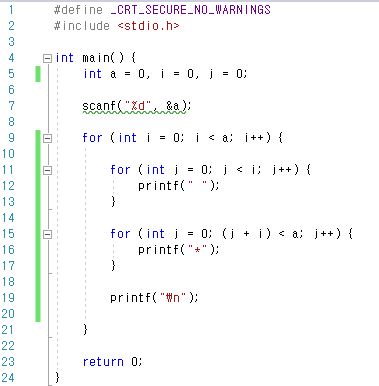 1 #define _CRT_SECURE_NO_WARNINGS
2 #include <stdio.h>
3
4 int main() {
5 int a = 0, i = 0, j = 0;
6
7 scanf("%d", &a);
8
9 for (int i = 0; i < a; i++) {
10
11 for (int j = 0; j < i; j++) {
12 printf(" ");
13 }
14
15 for (int j = 0; (j + i) < a; j++) {
16 printf("*");
17 }
18
19 printf("₩n");
20
21 }
22
23 return 0;
24 }